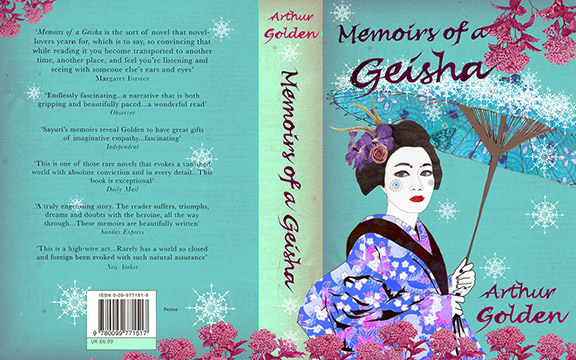 'Memoirs of a Geisha is the sort of novel that novel-
lovers yearn for, which is to say, so convincing that
while reading it you become transported to another
time, another place, and feel you're listening and
seeing with someone else's ears and eyes'
Margaret Forster
'Endlessly fascinating...a narrative that is both
gripping and beautifully paced...a wonderful read'
Observer
'Sayuri's memoirs reveal Golden to have great gifts
of imaginative empathy...fascinating'
Independent
'This is one of those rare novels that evokes a vanished
world with absolute conviction and in every detail...This
book is exceptional'
Daily Mail
'A truly engrossing story. The reader suffers, triumphs,
dreams and doubts with the heroine, all the way
through...These memoirs are beautifully written'
Sunday Express
'This is a high-wire act...Rarely has a world so closed
and foreign been evoked with such natural assurance'
New Yorker
ISBN 0-09-977151-9
9 780099 771517
UK £6.99
Fiction
Arthur
Golden
Memoirs of a Geisha
Memoirs of a
Geisha
Arthur
Golden